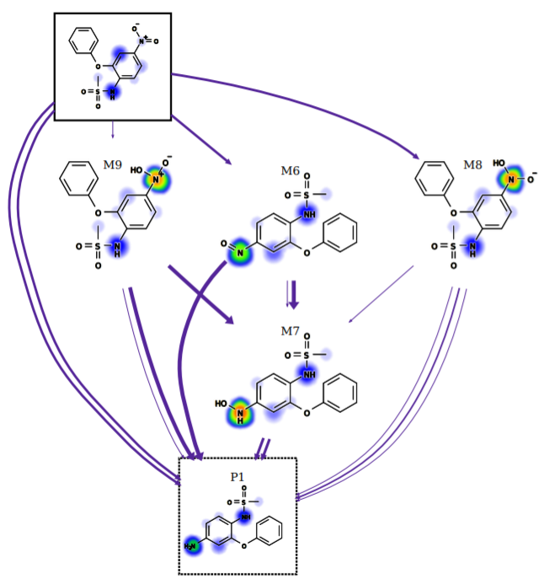 O⁻
N⁺ O
O
O=S NH
O
M9
HO N⁺ O⁻
O
O=S NH
O
M6
O
O=S
O NH
N O
M8
HO N O⁻
O
O=S NH
O
M7
O
O=S
O NH
HO N
H O
P1
O
O=S
O NH
H₂N O